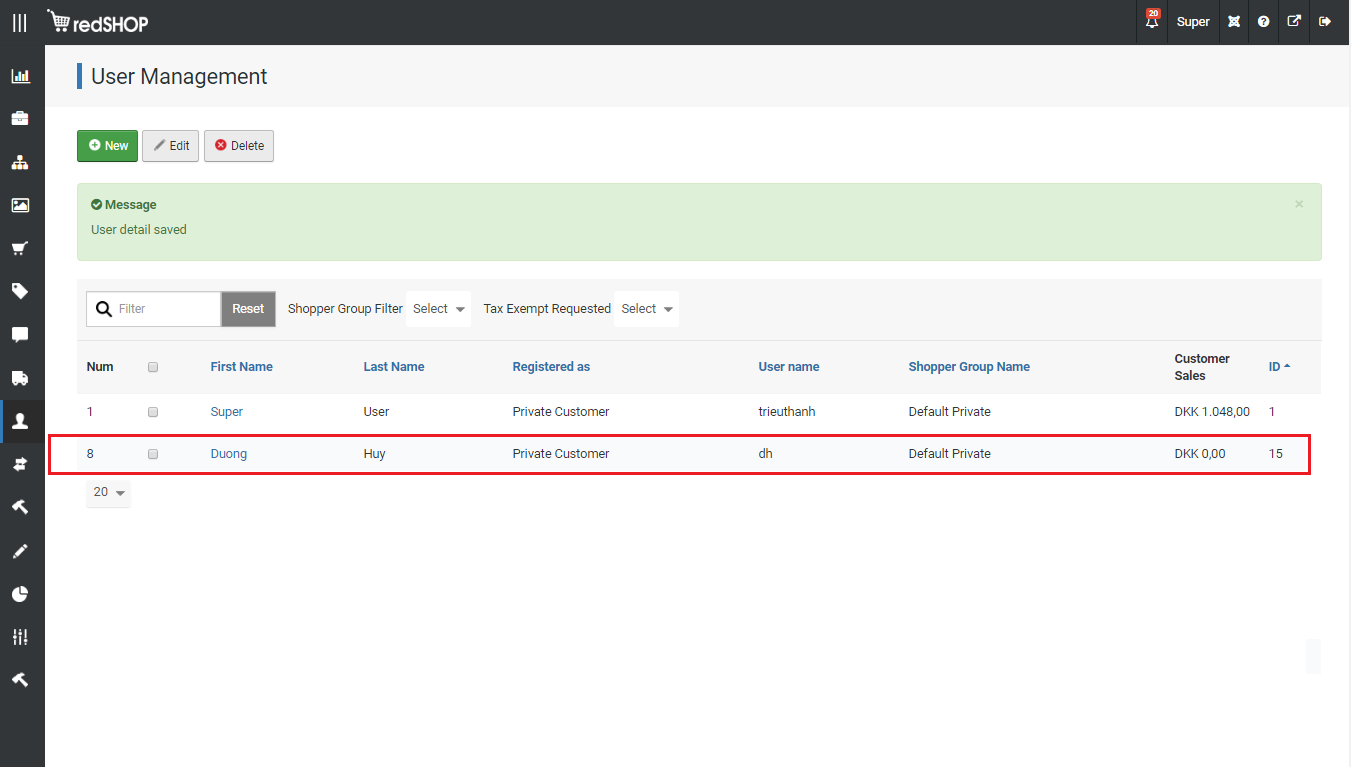 redSHOP
20
Super
User Management
New Edit Delete
Message ×
User detail saved
Filter Reset Shopper Group Filter Select Tax Exempt Requested Select
Num First Name Last Name Registered as User name Shopper Group Name Customer Sales ID
1 Super User Private Customer trieuthanh Default Private DKK 1.048,00 1
8 Duong Huy Private Customer dh Default Private DKK 0,00 15
20